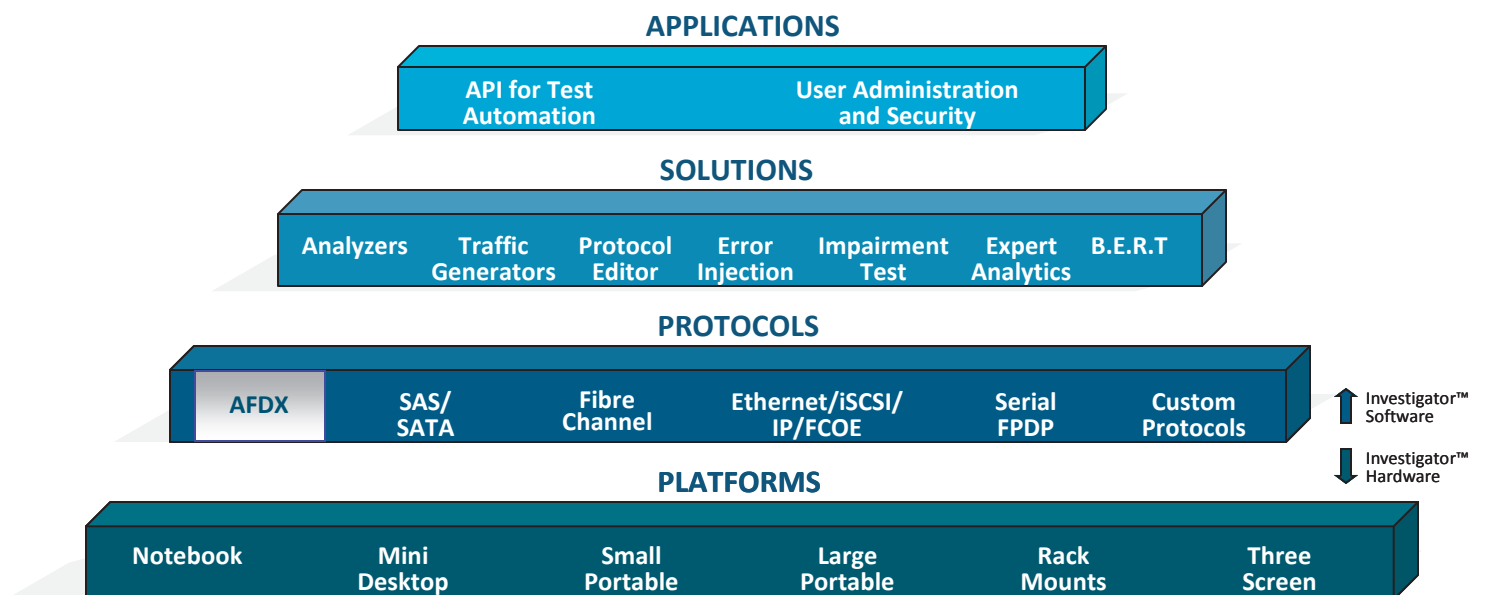 APPLICATIONS
API for Test
Automation
User Administration
and Security
SOLUTIONS
Analyzers
Traffic
Generators
Protocol
Editor
Error
Injection
Impairment
Test
Expert
Analytics
B.E.R.T
PROTOCOLS
AFDX
SAS/
SATA
Fibre
Channel
Ethernet/iSCSI/
IP/FCOE
Serial
FPDP
Custom
Protocols
Investigator™
Software
Investigator™
Hardware
PLATFORMS
Notebook
Mini
Desktop
Small
Portable
Large
Portable
Rack
Mounts
Three
Screen